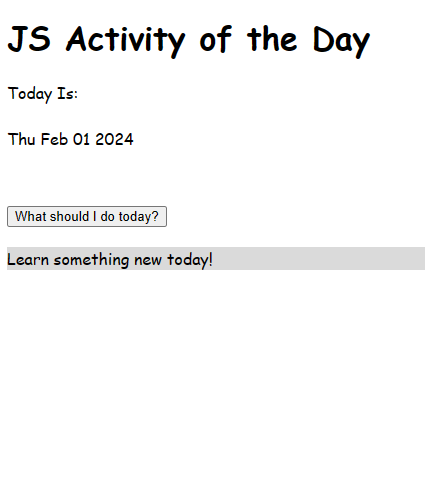 JS Activity of the Day
Today Is:
Thu Feb 01 2024
What should I do today?
Learn something new today!